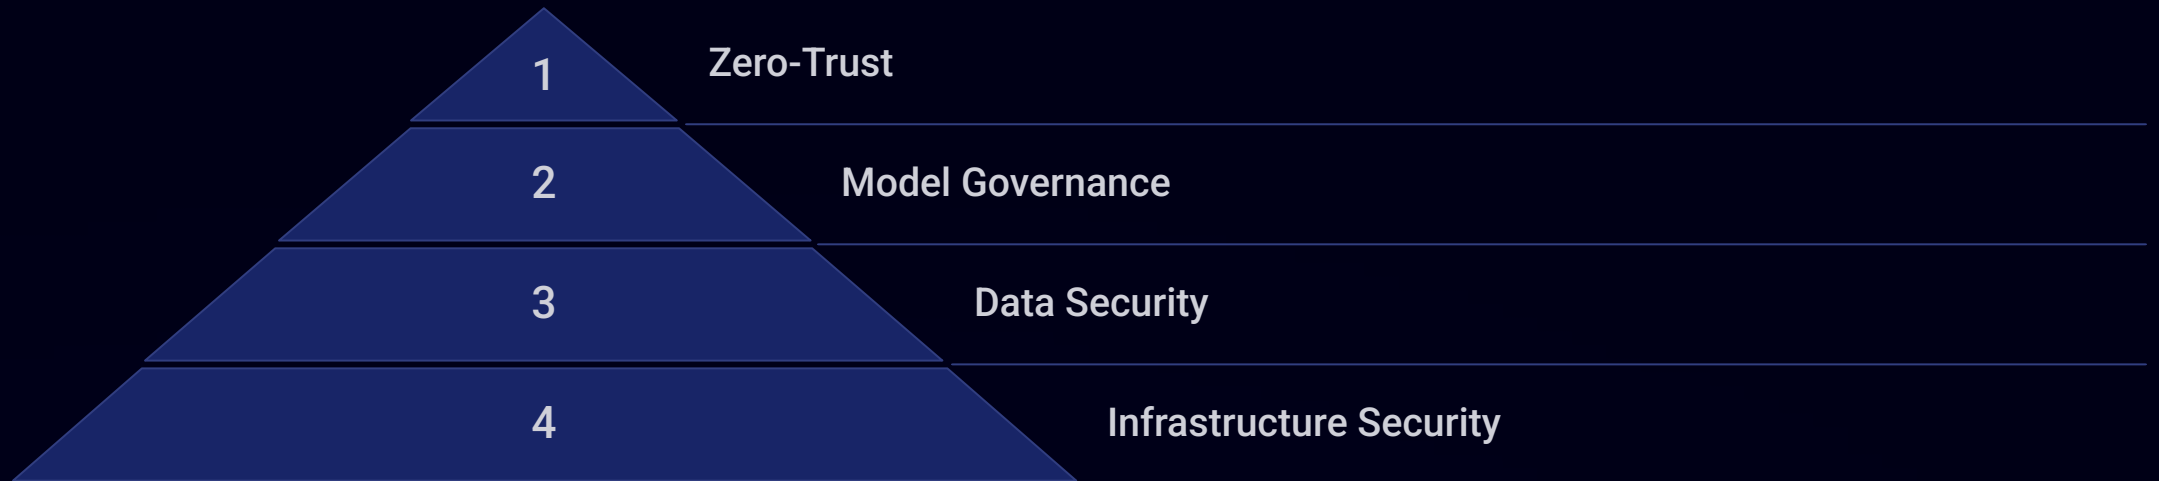 1
Zero-Trust
2
Model Governance
3
Data Security
4
Infrastructure Security